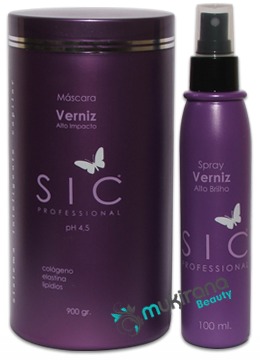 Máscara
Verniz
Alto Impacto
SIC
PROFESSIONAL
pH 4,5
colágeno
elastina
lipídios
900 gr.
Spray
Verniz
Alto Brilho
SIC
PROFESSIONAL
100 ml.
mukirana
Beauty